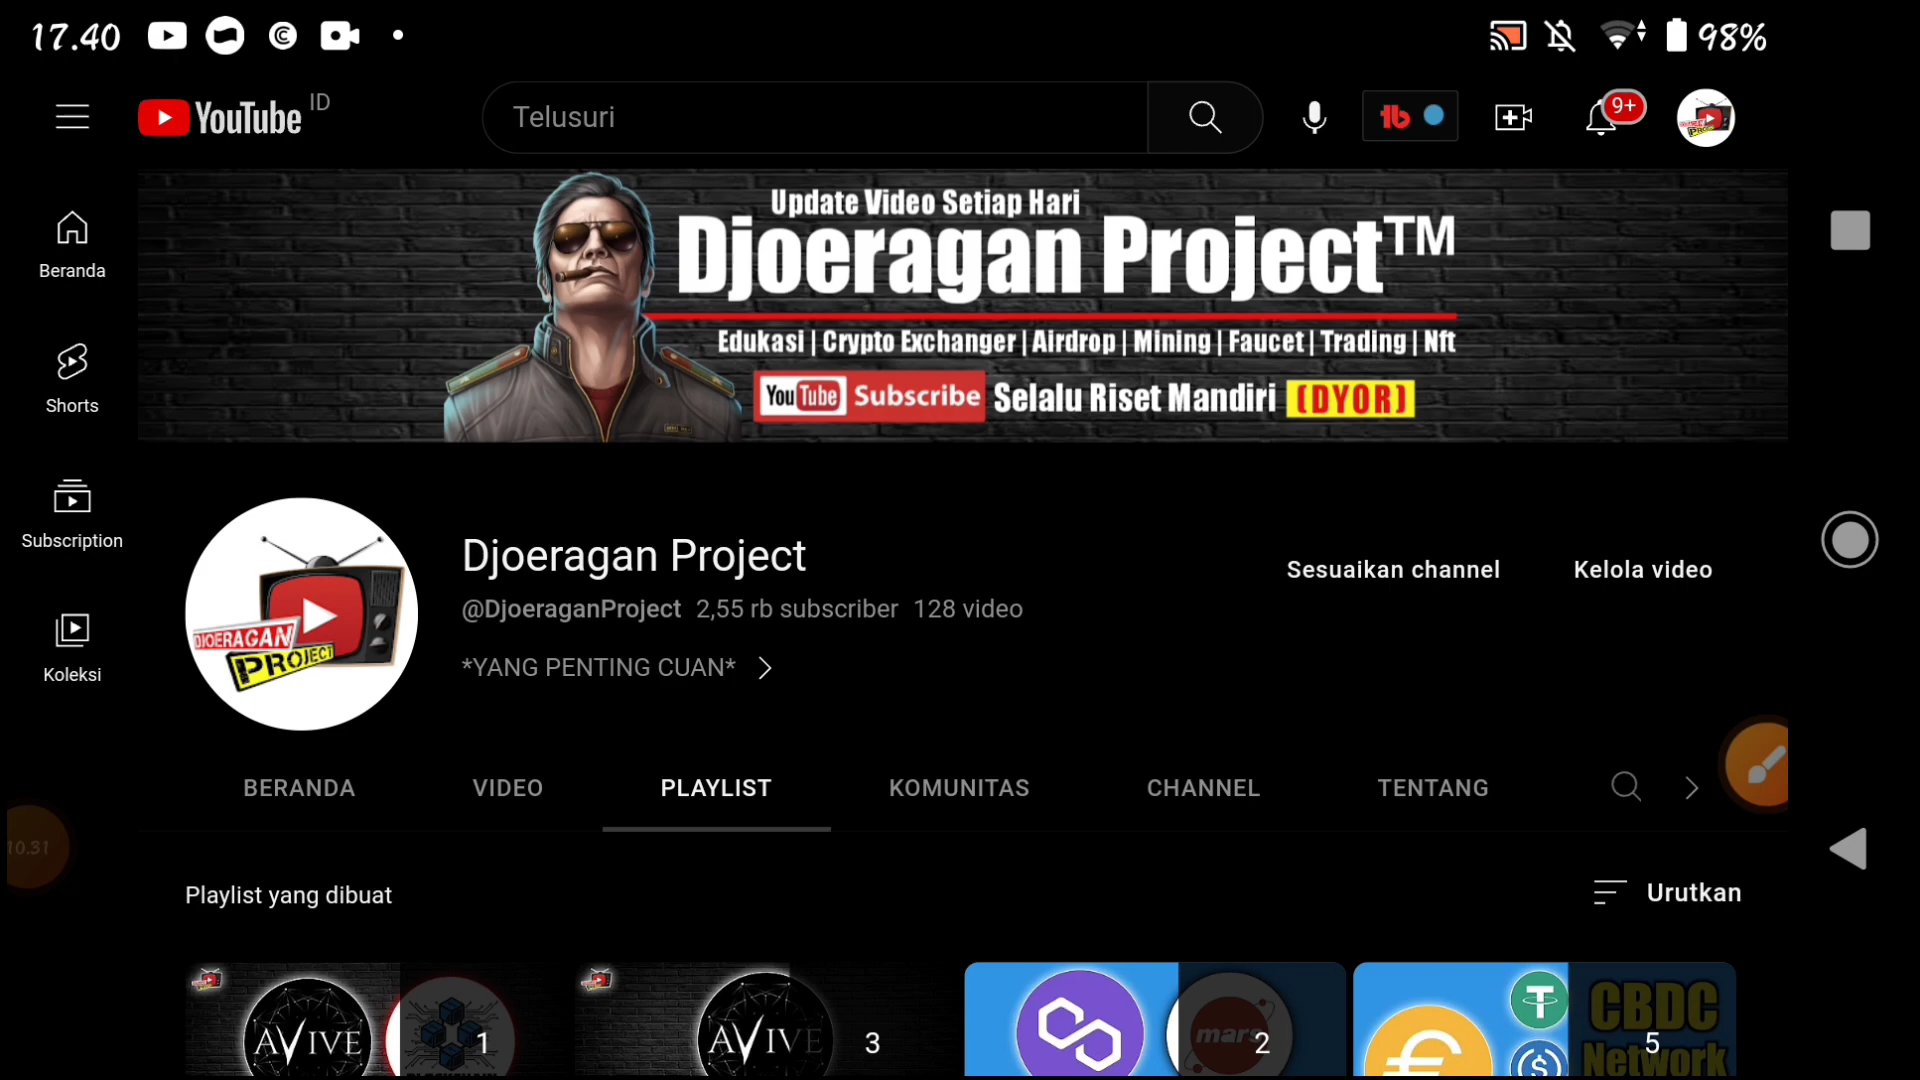 17.40
98%
YouTube ID
Telusuri
9+
Update Video Setiap Hari
Djoeragan Project™
Edukasi | Crypto Exchanger | Airdrop | Mining | Faucet | Trading | Nft
YouTube Subscribe Selalu Riset Mandiri (DYOR)
Beranda
Shorts
Subscription
Koleksi
DJOERAGAN
PROJECT
Djoeragan Project
@DjoeraganProject 2,55 rb subscriber 128 video
*YANG PENTING CUAN*
Sesuaikan channel
Kelola video
BERANDA
VIDEO
PLAYLIST
KOMUNITAS
CHANNEL
TENTANG
10.31
Playlist yang dibuat
Urutkan
AVIVE
1
AVIVE
3
mars
2
CBDC
Network
5